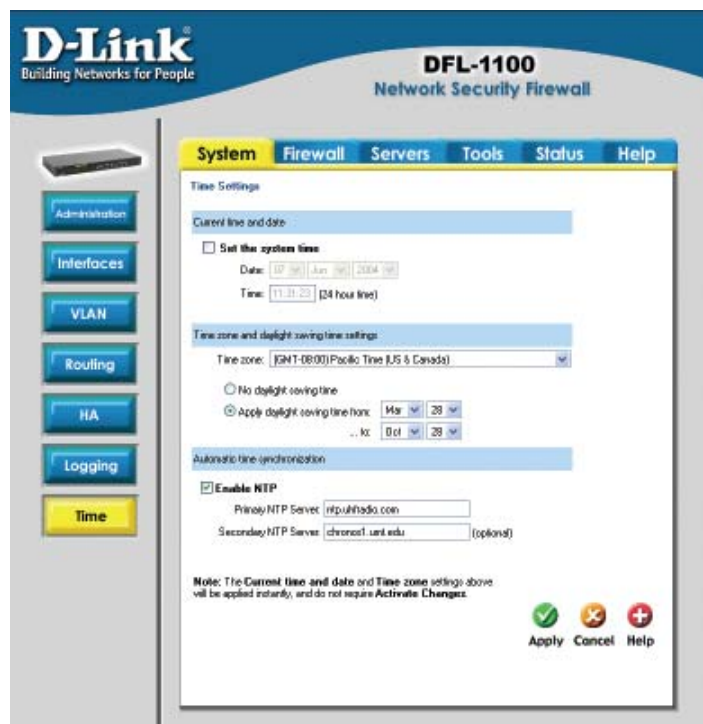 D-Link
Building Networks for People
DFL-1100
Network Security Firewall
System Firewall Servers Tools Status Help
Administration
Interfaces
VLAN
Routing
HA
Logging
Time
Time Settings
Current time and date
Set the system time
Date: 07 Jun 2004
Time: 11:31:23 (24 hour time)
Time zone and daylight saving time settings
Time zone: (GMT-08:00) Pacific Time (US & Canada)
No daylight saving time
Apply daylight saving time from: Mar 28
... to: Oct 28
Automatic time synchronization
Enable NTP
Primary NTP Server: ntp.uhfradio.com
Secondary NTP Server: chronos1.umt.edu (optional)
Note: The Current time and date and Time zone settings above
will be applied instantly, and do not require Activate Changes.
Apply Cancel Help